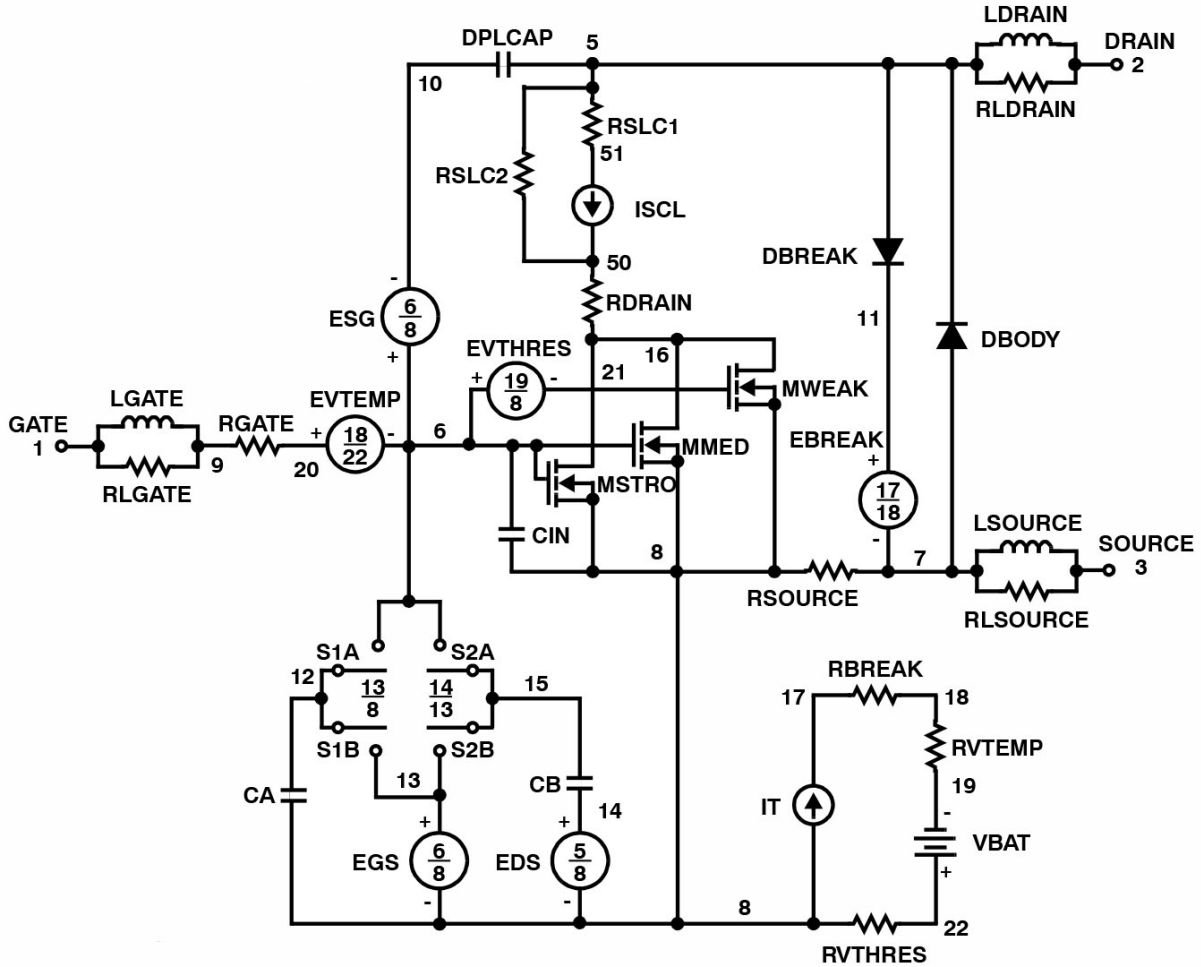 LDRAIN
DPLCAP
5
DRAIN
2
10
RLDRAIN
RSLC1
51
RSLC2
ISCL
DBREAK
50
RDRAIN
ESG
6
8
-
+
11
DBODY
EVTHRES
16
21
+
19
8
-
MWEAK
LGATE
EVTEMP
GATE
1
RGATE
+
18
22
-
6
EBREAK
+
MMED
9
20
RLGATE
MSTRO
17
18
-
CIN
LSOURCE
8
7
SOURCE
3
RSOURCE
RLSOURCE
S1A
S2A
12
13
8
14
13
15
RBREAK
17
18
S1B
S2B
RVTEMP
13
CB
19
CA
14
IT
-
VBAT
+
+
+
EGS
6
8
EDS
5
8
-
-
8
22
RVTHRES